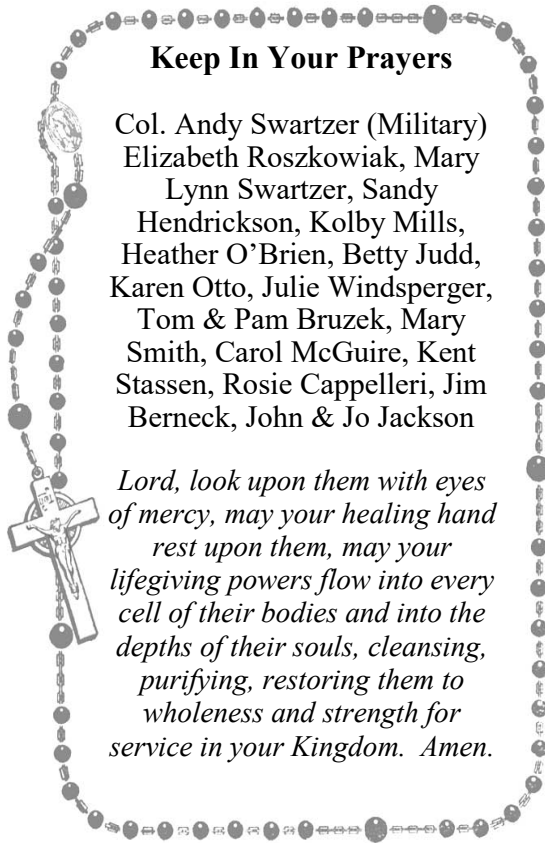 Keep In Your Prayers
Col. Andy Swartzer (Military)
Elizabeth Roszkowiak, Mary
Lynn Swartzer, Sandy
Hendrickson, Kolby Mills,
Heather O’Brien, Betty Judd,
Karen Otto, Julie Windsperger,
Tom & Pam Bruzek, Mary
Smith, Carol McGuire, Kent
Stassen, Rosie Cappelleri, Jim
Berneck, John & Jo Jackson
Lord, look upon them with eyes
of mercy, may your healing hand
rest upon them, may your
lifegiving powers flow into every
cell of their bodies and into the
depths of their souls, cleansing,
purifying, restoring them to
wholeness and strength for
service in your Kingdom.  Amen.